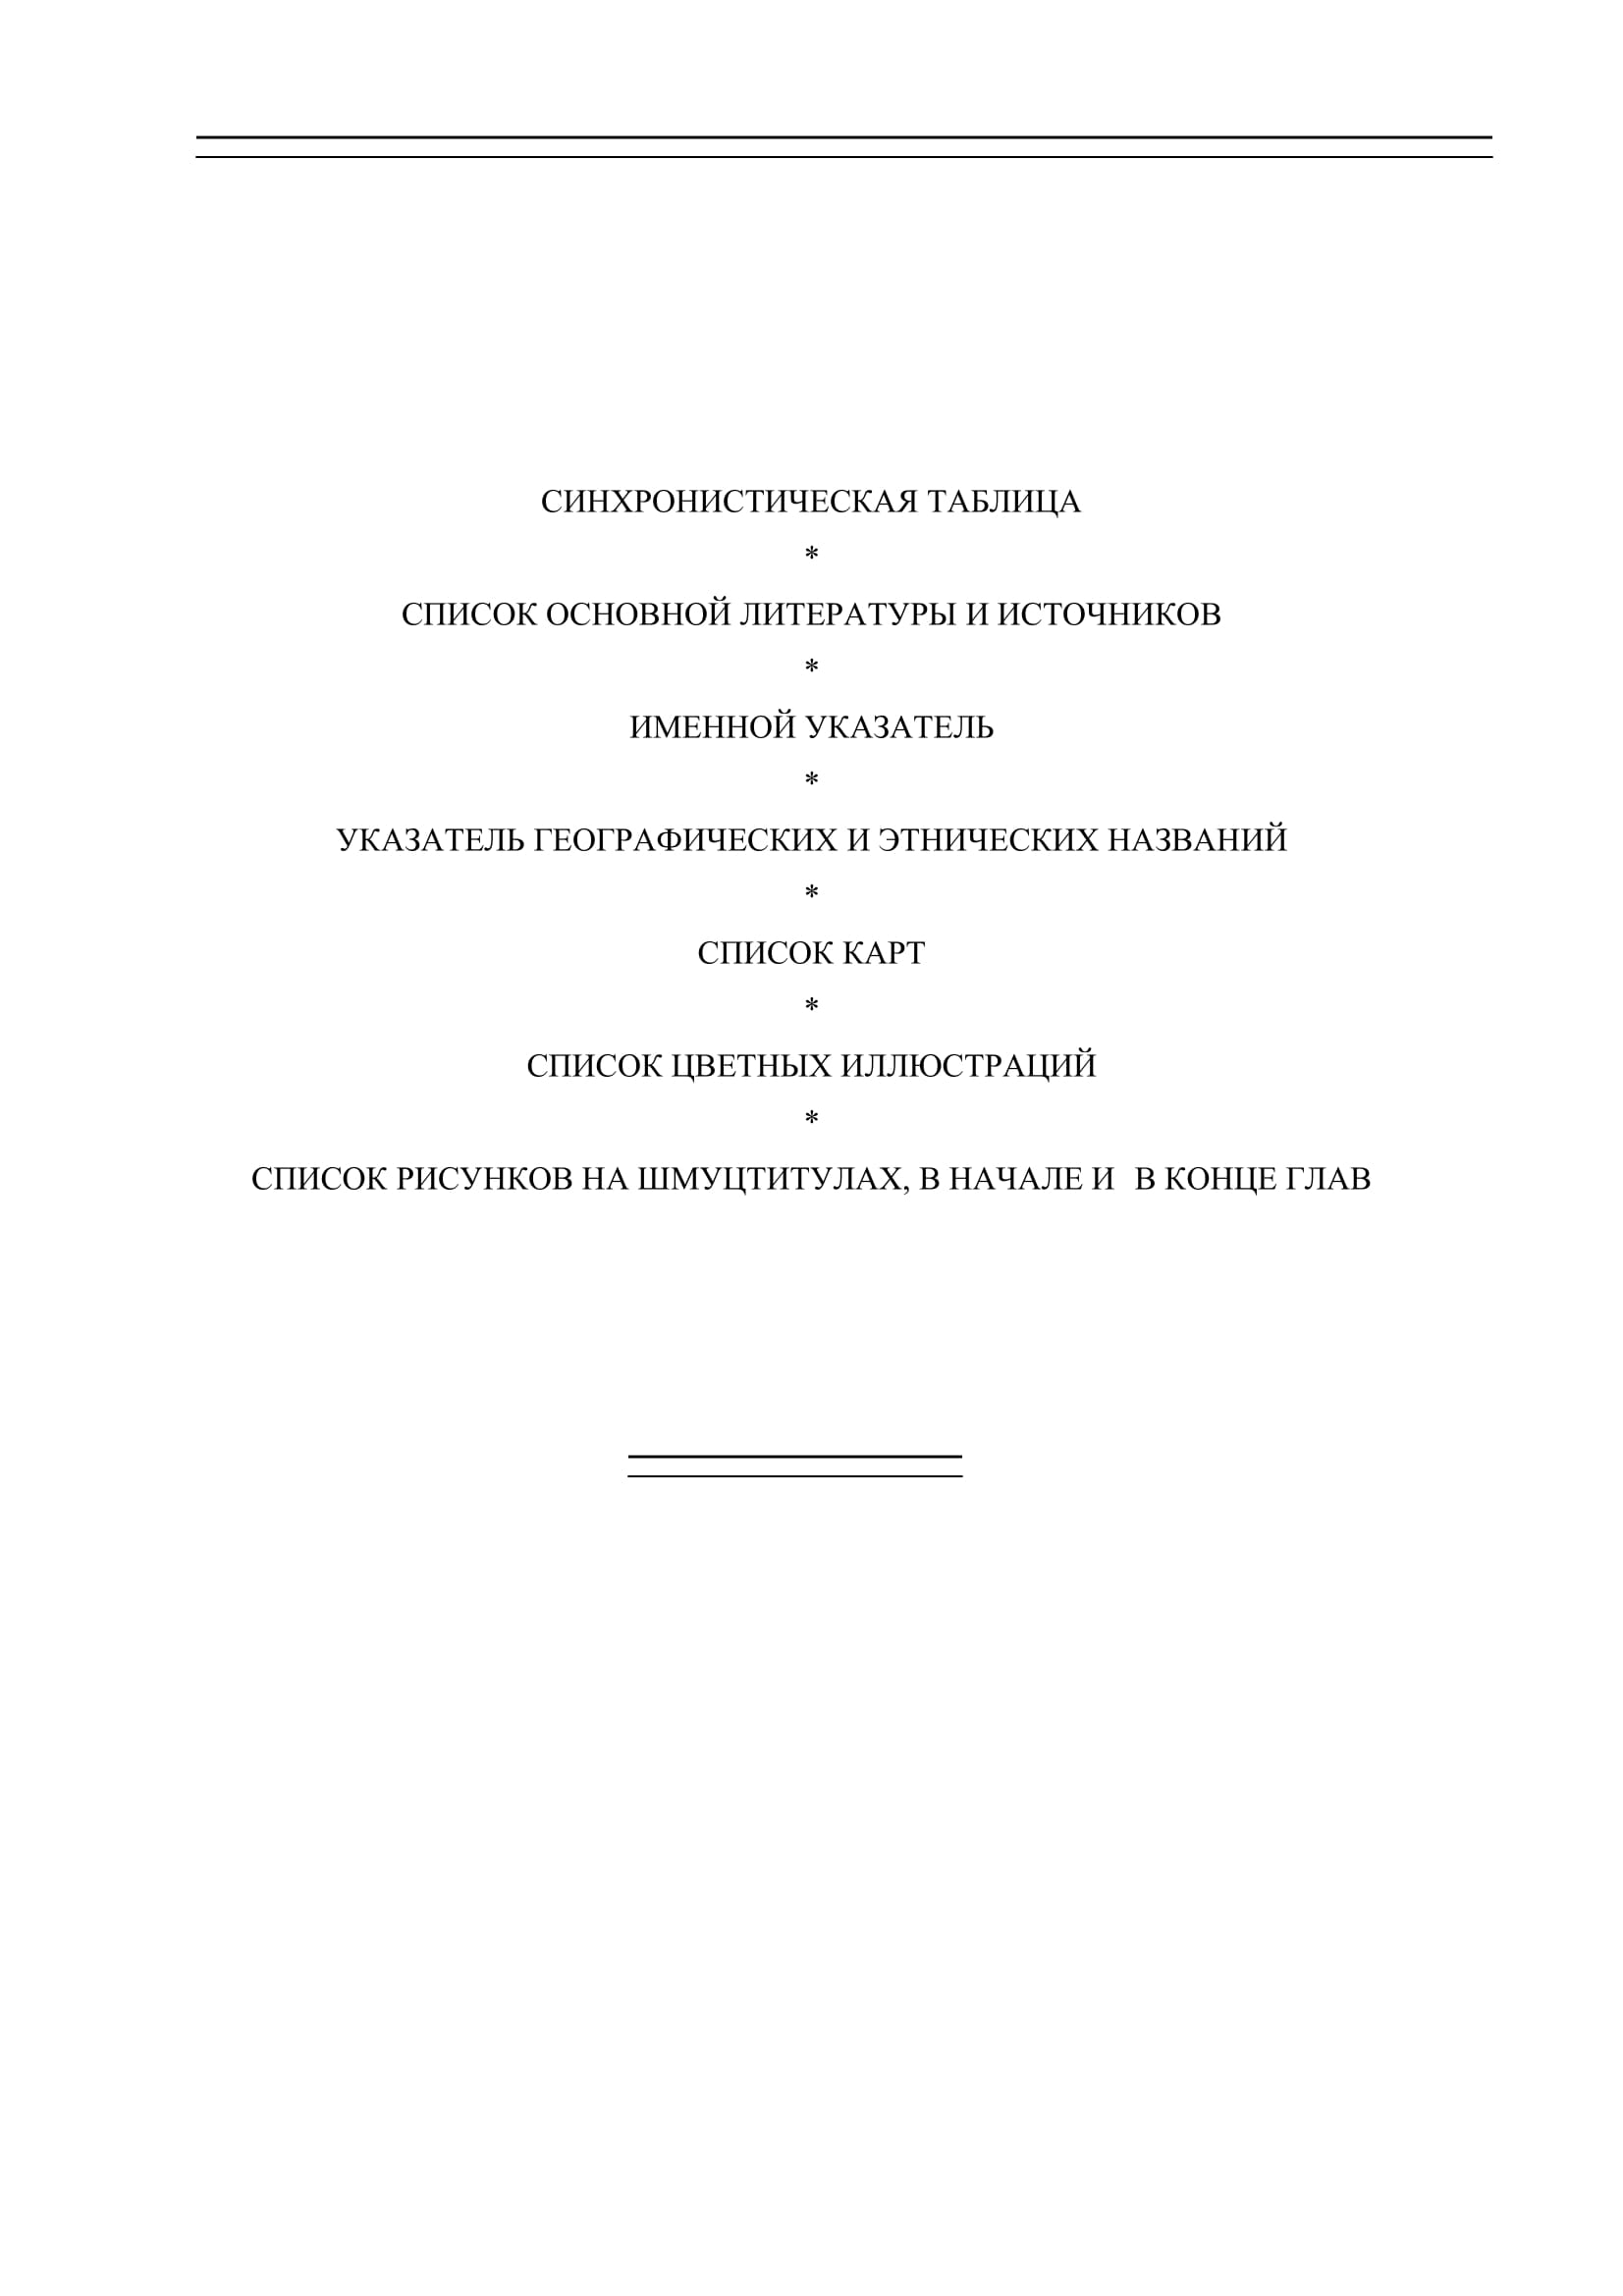 СИНХРОНИСТИЧЕСКАЯ ТАБЛИЦА
*
СПИСОК ОСНОВНОЙ ЛИТЕРАТУРЫ И ИСТОЧНИКОВ
*
ИМЕННОЙ УКАЗАТЕЛЬ
*
УКАЗАТЕЛЬ ГЕОГРАФИЧЕСКИХ И ЭТНИЧЕСКИХ НАЗВАНИЙ
*
СПИСОК КАРТ
*
СПИСОК ЦВЕТНЫХ ИЛЛЮСТРАЦИЙ
*
СПИСОК РИСУНКОВ НА ШМУЦТИТУЛАХ, В НАЧАЛЕ И В КОНЦЕ ГЛАВ